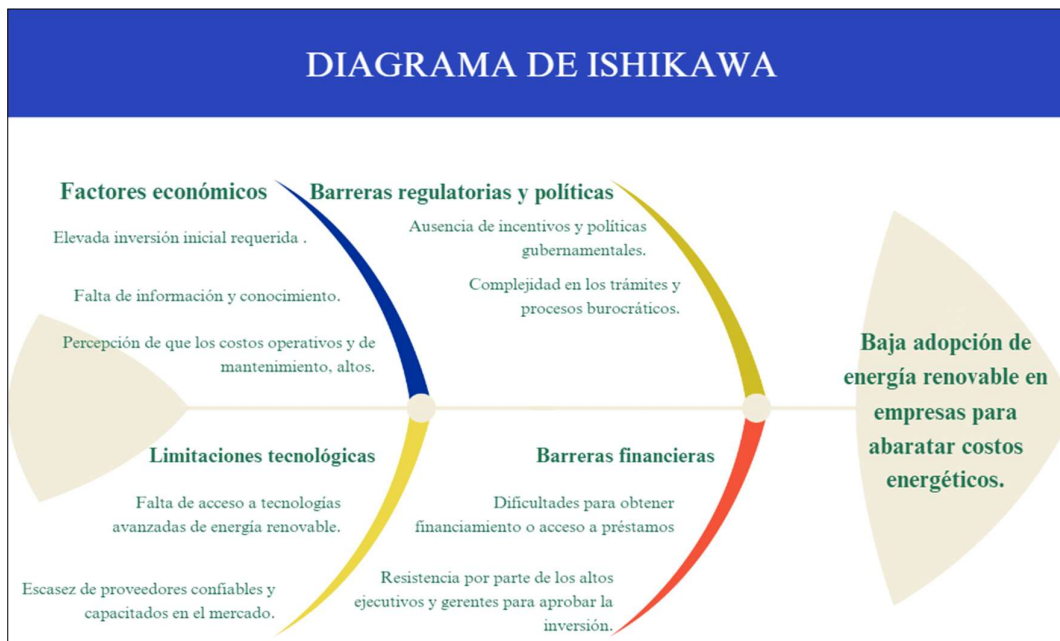 DIAGRAMA DE ISHIKAWA
Factores económicos
Elevada inversión inicial requerida .
Falta de información y conocimiento.
Percepción de que los costos operativos y de
mantenimiento, altos.
Barreras regulatorias y políticas
Ausencia de incentivos y políticas
gubernamentales.
Complejidad en los trámites y
procesos burocráticos.
Limitaciones tecnológicas
Falta de acceso a tecnologías
avanzadas de energía renovable.
Escasez de proveedores confiables y
capacitados en el mercado.
Barreras financieras
Dificultades para obtener
financiamiento o acceso a préstamos
Resistencia por parte de los altos
ejecutivos y gerentes para aprobar la
inversión.
Baja adopción de
energía renovable en
empresas para
abaratar costos
energéticos.